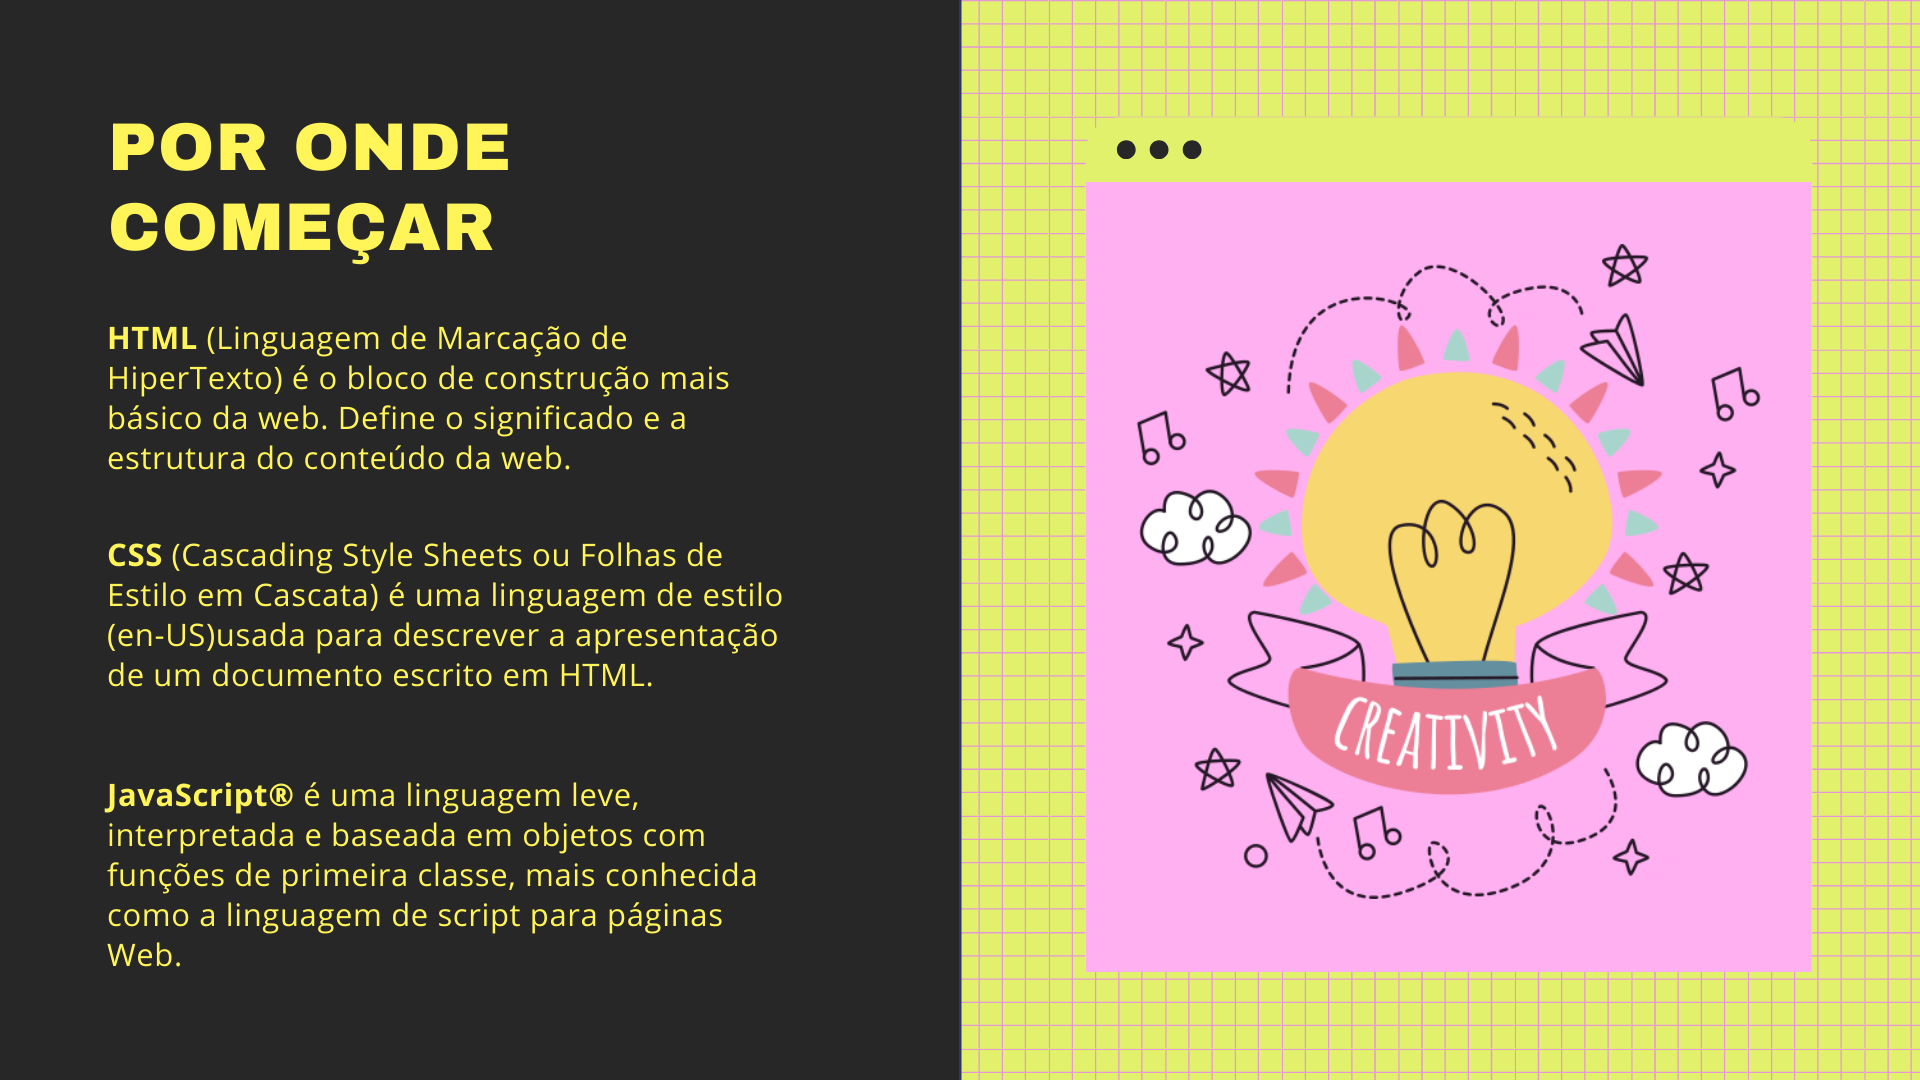 POR ONDE
COMEÇAR
HTML (Linguagem de Marcação de
HiperTexto) é o bloco de construção mais
básico da web. Define o significado e a
estrutura do conteúdo da web.
CSS (Cascading Style Sheets ou Folhas de
Estilo em Cascata) é uma linguagem de estilo
(en-US)usada para descrever a apresentação
de um documento escrito em HTML.
JavaScript® é uma linguagem leve,
interpretada e baseada em objetos com
funções de primeira classe, mais conhecida
como a linguagem de script para páginas
Web.
CREATIVITY